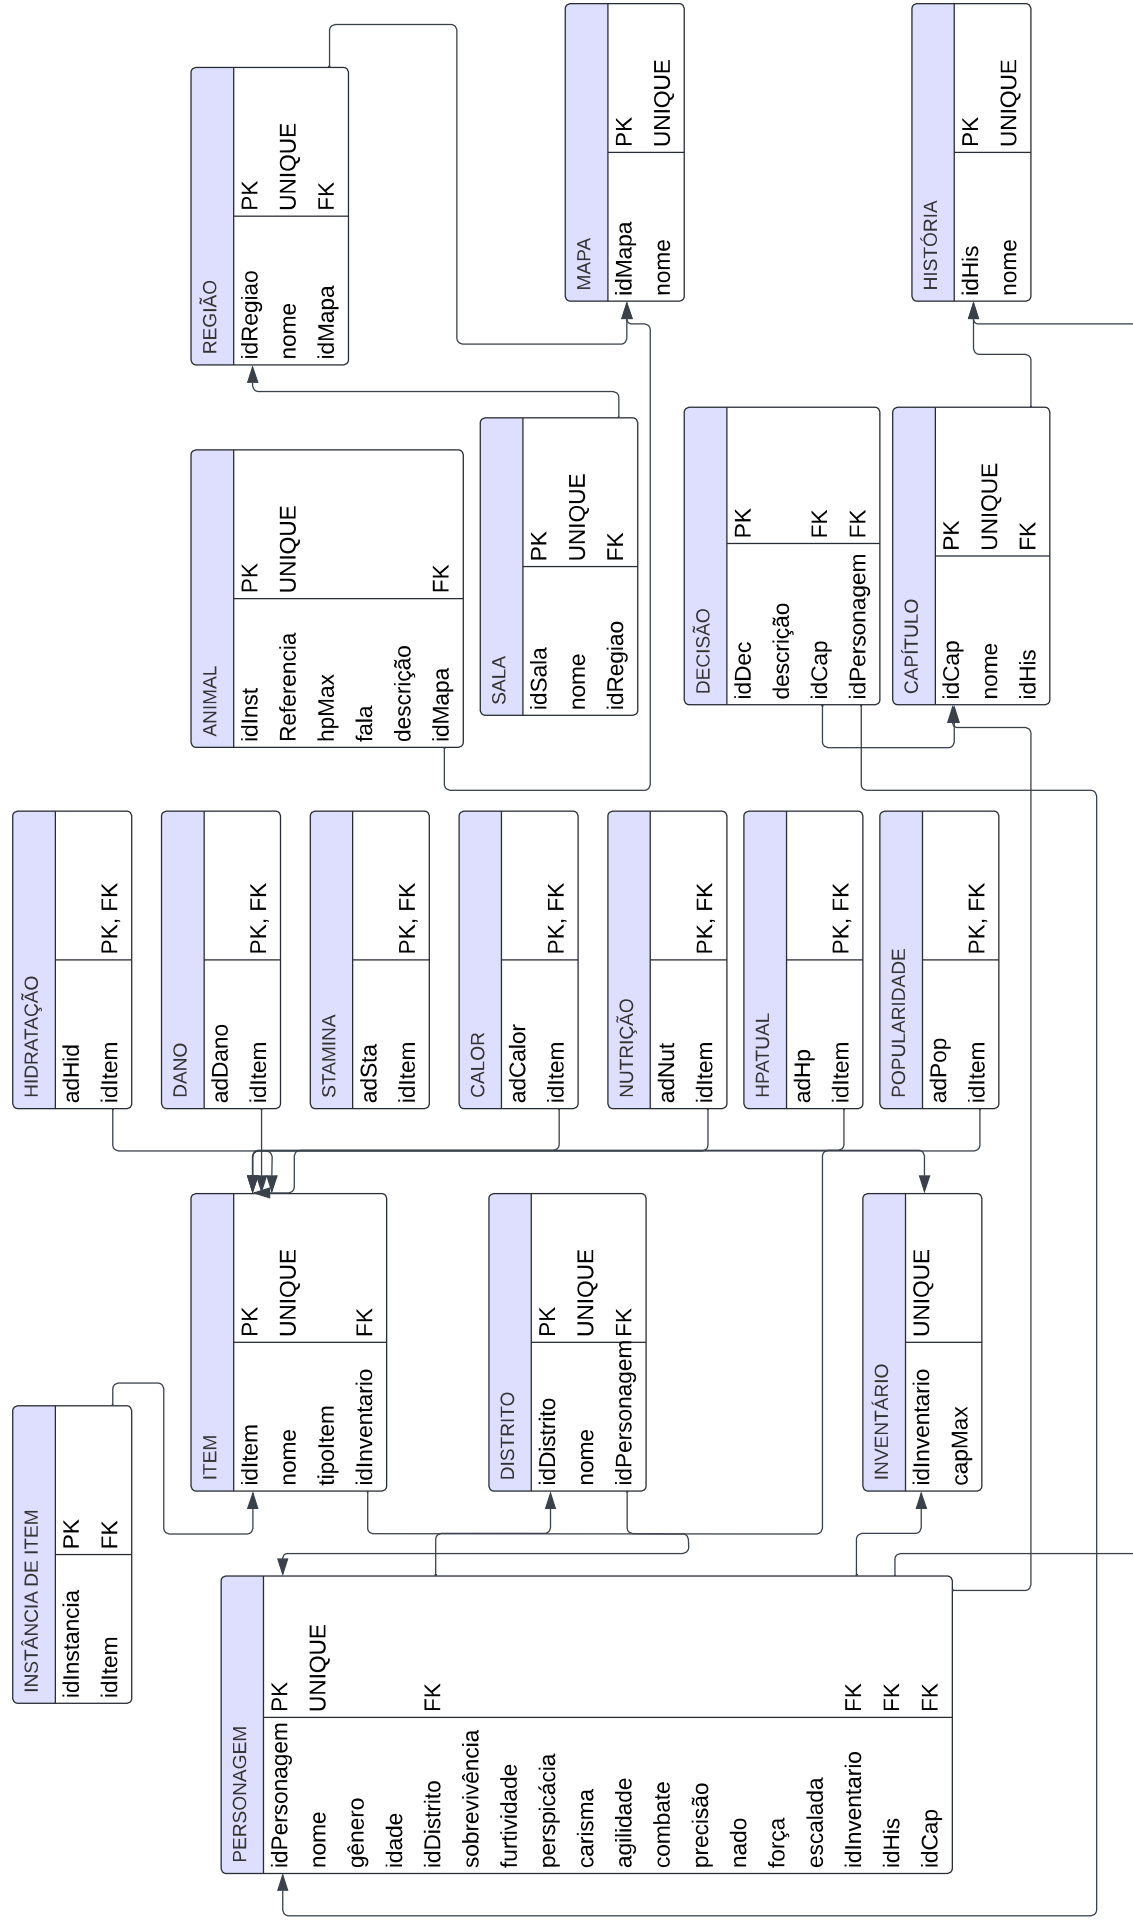 INSTÂNCIA DE ITEM
idInstancia PK
idItem FK
PERSONAGEM
idPersonagem PK
nome UNIQUE
gênero
idade
idDistrito FK
sobrevivência
furtividade
perspicácia
carisma
agilidade
combate
precisão
nado
força
escalada
idInventario FK
idHis FK
idCap FK
ITEM
idItem PK
nome UNIQUE
tipoItem
idInventario FK
DISTRITO
idDistrito PK
nome UNIQUE
idPersonagem FK
INVENTÁRIO
idInventario UNIQUE
capMax
HIDRATAÇÃO
adHid
idItem PK, FK
DANO
adDano
idItem PK, FK
STAMINA
adSta
idItem PK, FK
CALOR
adCalor
idItem PK, FK
NUTRIÇÃO
adNut
idItem PK, FK
HPATUAL
adHp
idItem PK, FK
POPULARIDADE
adPop
idItem PK, FK
ANIMAL
idInst PK
Referencia UNIQUE
hpMax
fala
descrição
idMapa FK
SALA
idSala PK
nome UNIQUE
idRegiao FK
DECISÃO
idDec PK
descrição
idCap FK
idPersonagem FK
CAPÍTULO
idCap PK
nome UNIQUE
idHis FK
REGIÃO
idRegiao PK
nome UNIQUE
idMapa FK
MAPA
idMapa PK
nome UNIQUE
HISTÓRIA
idHis PK
nome UNIQUE